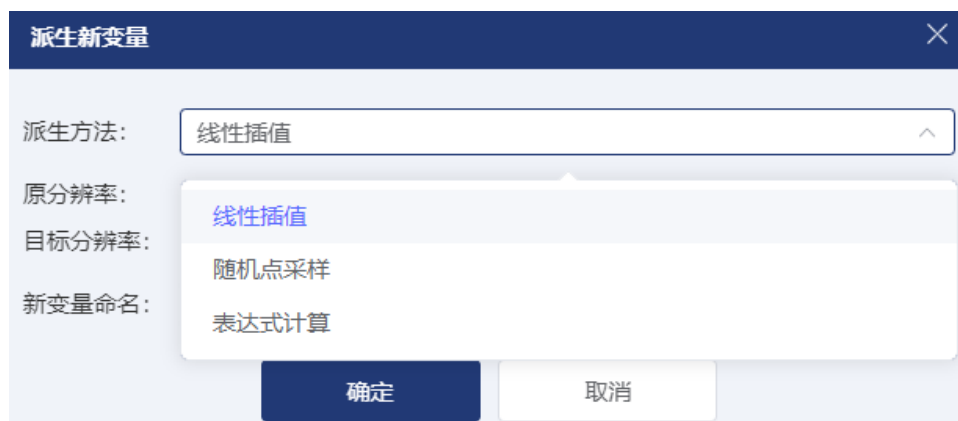 派生新变量
派生方法: 线性插值
原分辨率:
线性插值
目标分辨率:
随机点采样
新变量命名:
表达式计算
确定 取消